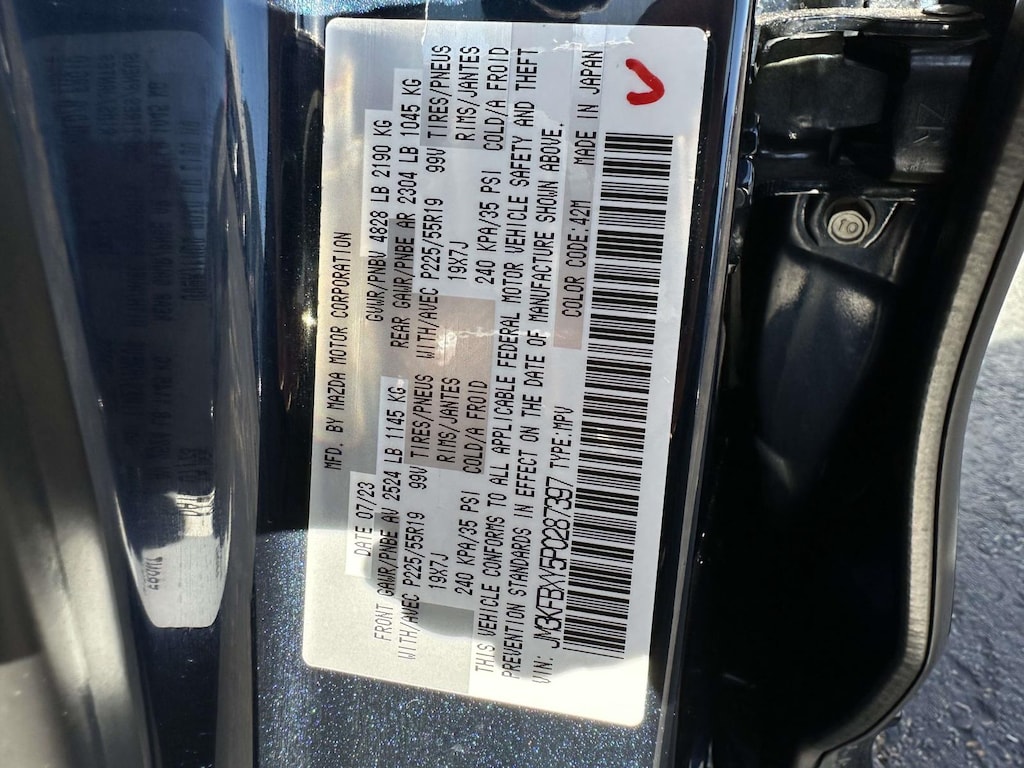 MFD. BY MAZDA MOTOR CORPORATION
DATE 07/23 GVWR/PNBV 4828 LB 2190 KG
FRONT GAWR/PNBE AV 2524 LB 1145 KG REAR GAWR/PNBE AR 2304 LB 1045 KG
WITH/AVEC P225/55R19 99V TIRES/PNEUS WITH/AVEC P225/55R19 99V TIRES/PNEUS
19X7J RIMS/JANTES 19X7J RIMS/JANTES
240 KPA/35 PSI COLD/A FROID 240 KPA/35 PSI COLD/A FROID
THIS VEHICLE CONFORMS TO ALL APPLICABLE FEDERAL MOTOR VEHICLE SAFETY AND THEFT
PREVENTION STANDARDS IN EFFECT ON THE DATE OF MANUFACTURE SHOWN ABOVE.
VIN: JM3KFBXY5P0287397 TYPE:MPV COLOR CODE:42M MADE IN JAPAN